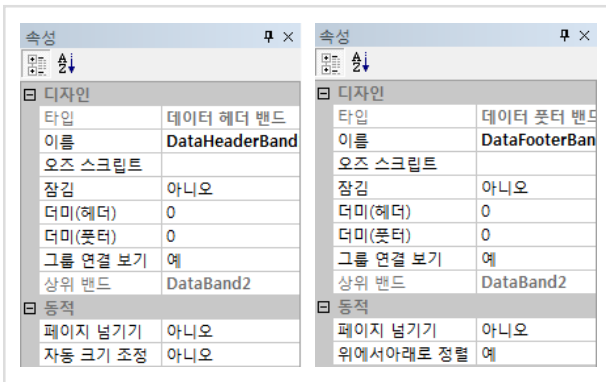 속성
디자인
타입 데이터 헤더 밴드
이름 DataHeaderBand
오즈 스크립트
잠김 아니오
더미(헤더) 0
더미(풋터) 0
그룹 연결 보기 예
상위 밴드 DataBand2
동적
페이지 넘기기 아니오
자동 크기 조정 아니오
속성
디자인
타입 데이터 풋터 밴드
이름 DataFooterBan
오즈 스크립트
잠김 아니오
더미(헤더) 0
더미(풋터) 0
그룹 연결 보기 예
상위 밴드 DataBand2
동적
페이지 넘기기 아니오
위에서아래로 정렬 예